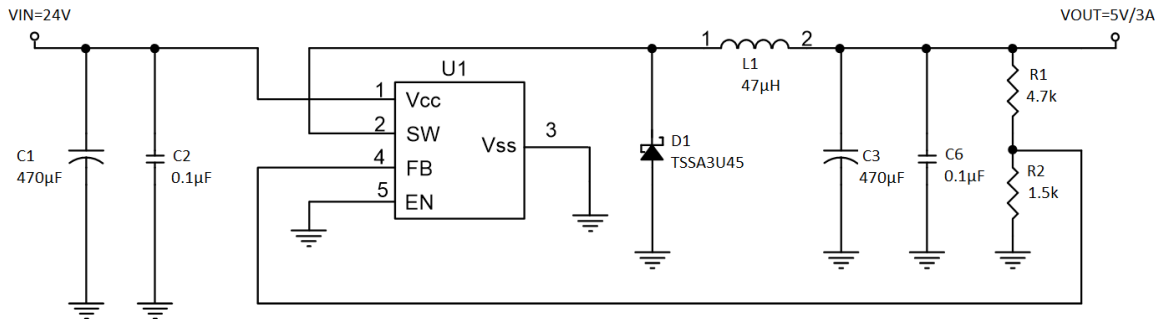 VIN=24V
VOUT=5V/3A
1
2
L1
47µH
U1
1
Vcc
2
SW
4
FB
5
EN
Vss
3
C1
470µF
C2
0.1µF
D1
TSSA3U45
C3
470µF
C6
0.1µF
R1
4.7k
R2
1.5k